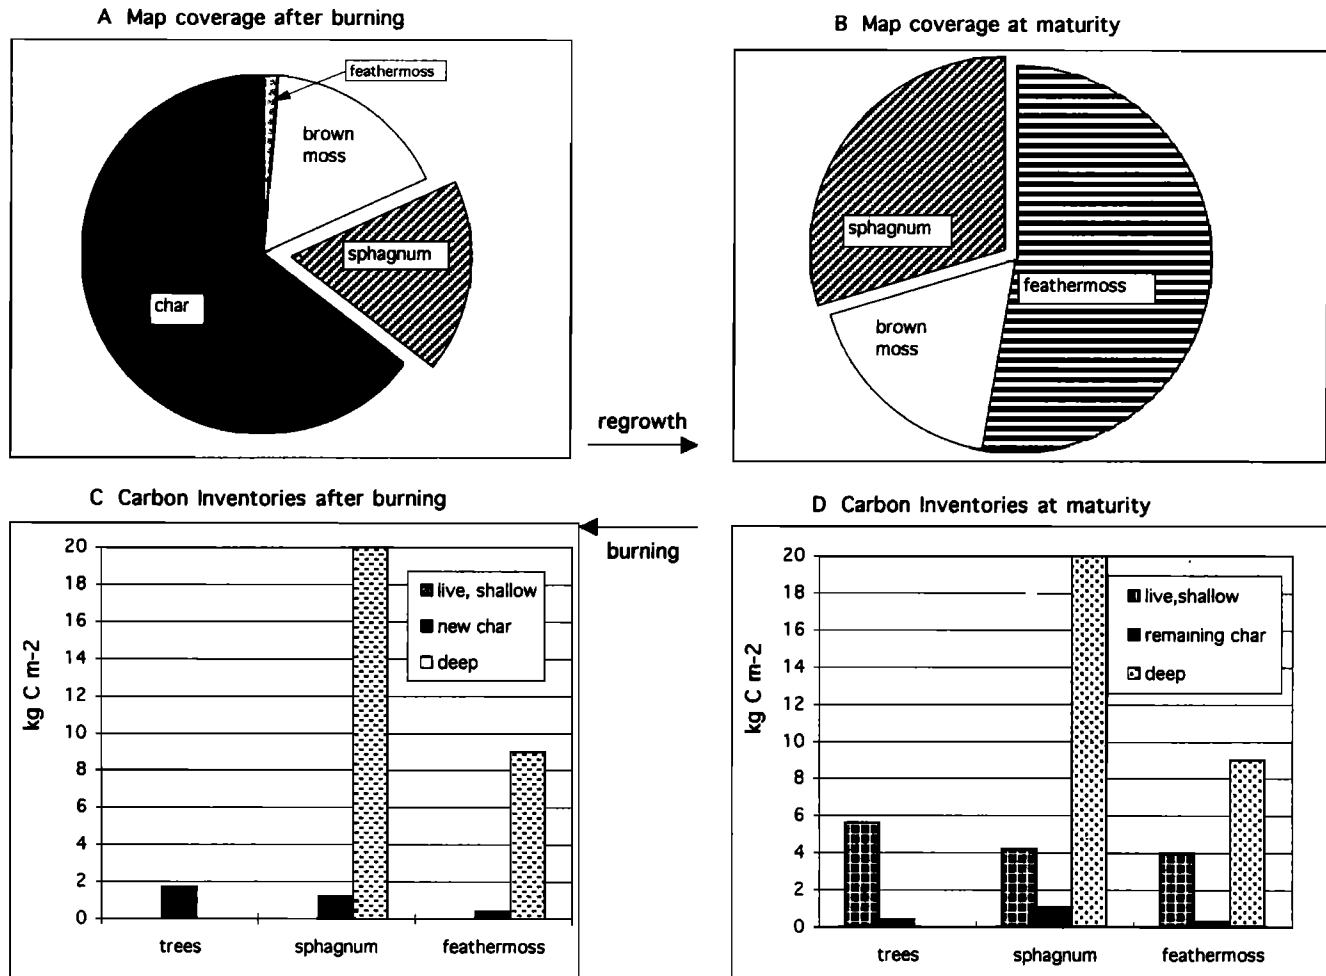 A Map coverage after burning
feathermoss
brown
moss
sphagnum
char
B Map coverage at maturity
sphagnum
feathermoss
brown
moss
regrowth
burning
C Carbon Inventories after burning
20
18
16
14
12
10
8
6
4
2
0
kg C m-2
live, shallow
new char
deep
trees
sphagnum
feathermoss
D Carbon Inventories at maturity
20
18
16
14
12
10
8
6
4
2
0
kg C m-2
live,shallow
remaining char
deep
trees
sphagnum
feathermoss